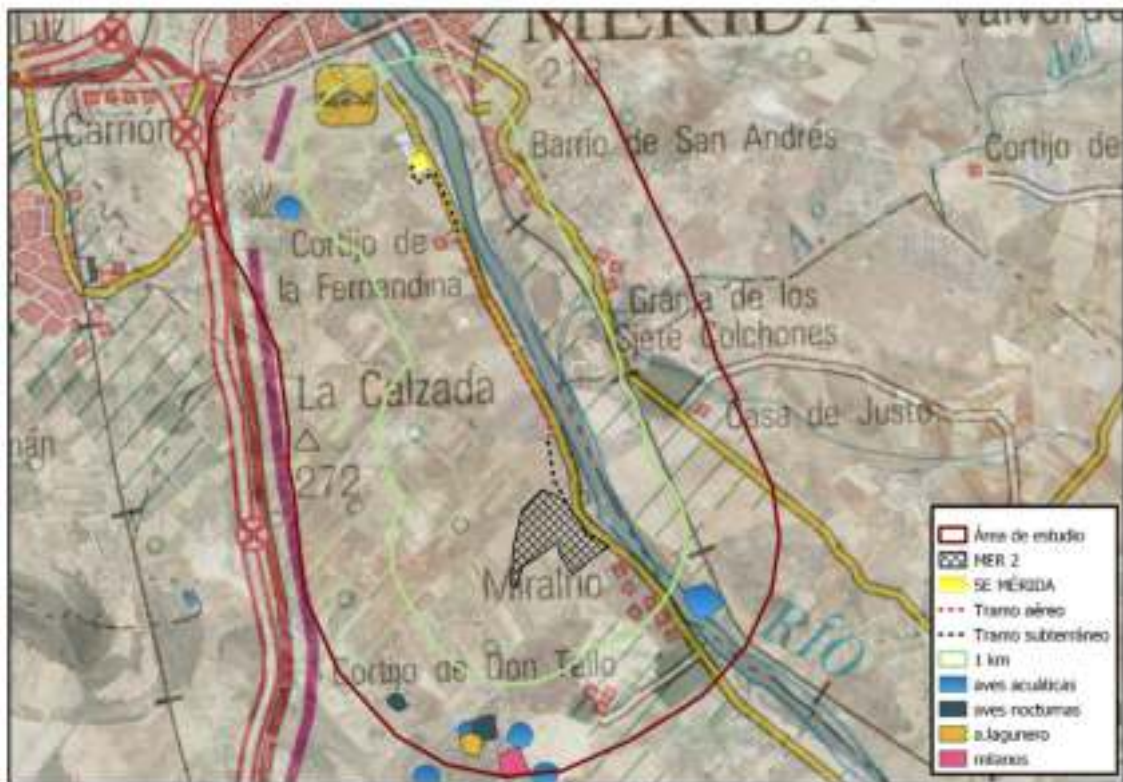 MÉRIDA
218
Carrión
Barrio de San Andrés
Cortijo de
Cortijo de
la Fernandina
Granja de los
Siete Colchones
La Calzada
272
Casa de Justo
Miralrío
Cortijo de Don Tello
RÍO
Área de estudio
MER 2
SE MÉRIDA
Tramo aéreo
Tramo subterráneo
1 km
aves acuáticas
aves nocturnas
a.lagunero
milanos